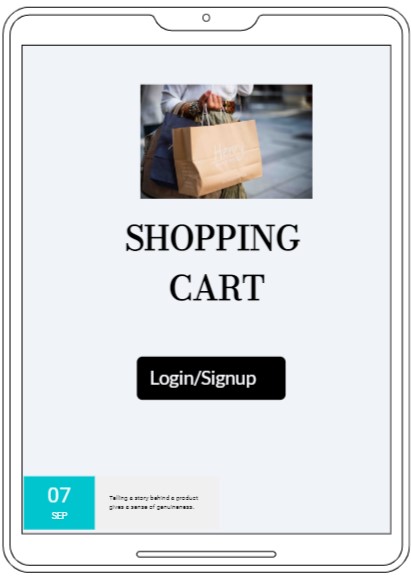 SHOPPING
CART
Login/Signup
07
SEP
Telling a story behind a product
gives a sense of genuineness.